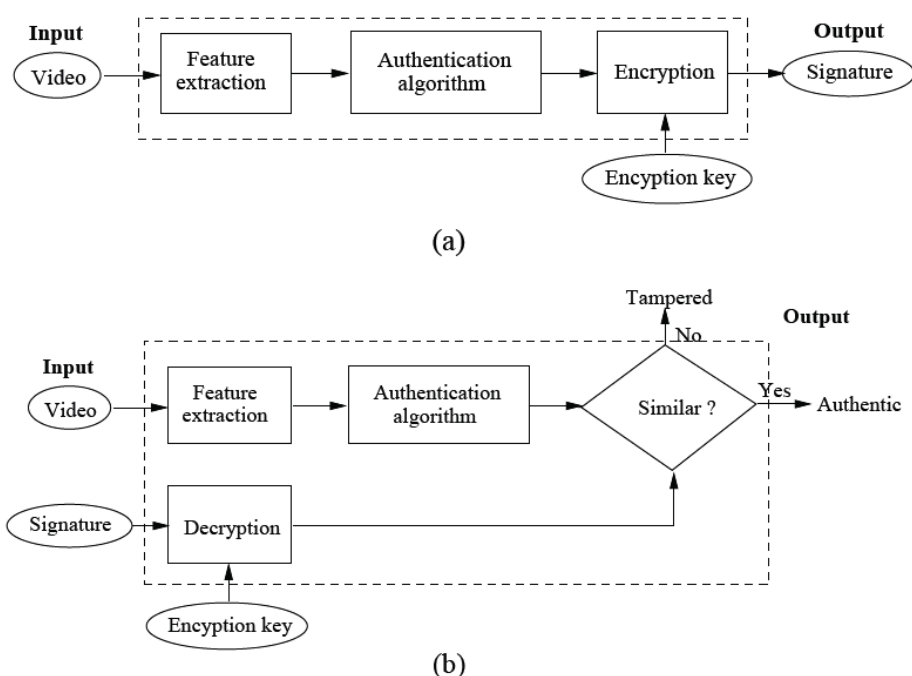 Input
Output
Video
Feature
extraction
Authentication
algorithm
Encryption
Signature
Encyption key
(a)
Tampered
No
Output
Input
Video
Feature
extraction
Authentication
algorithm
Similar ?
Yes
Authentic
Signature
Decryption
Encyption key
(b)